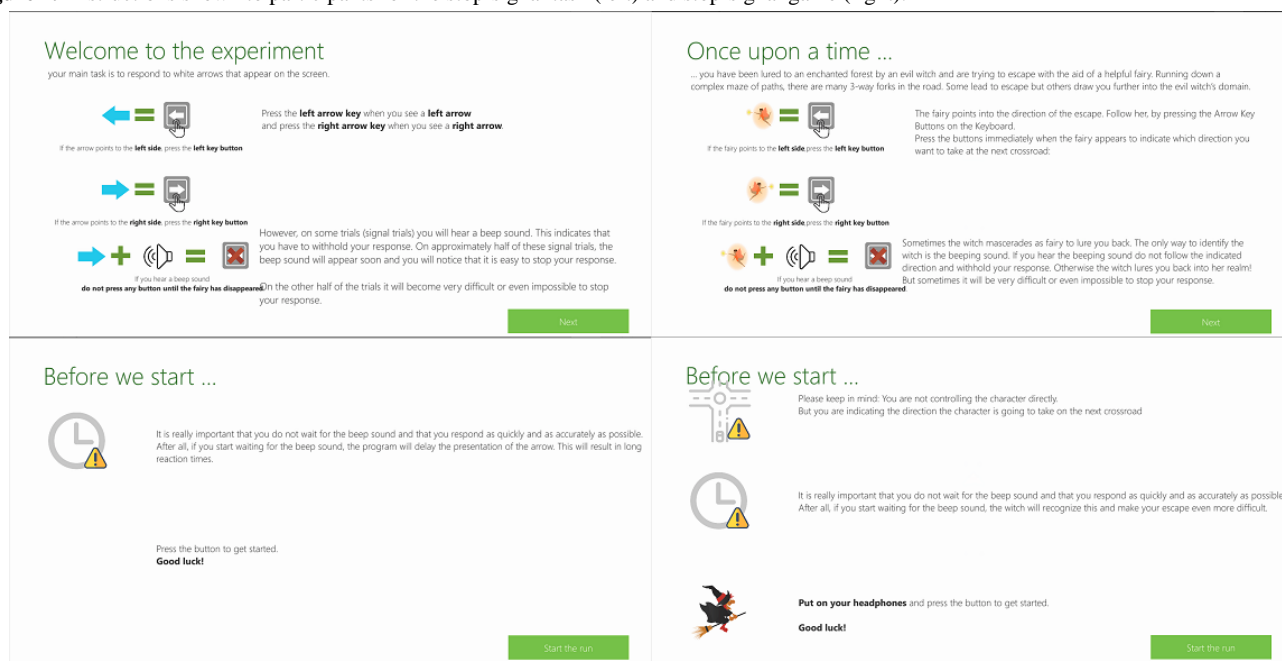 Welcome to the experiment
your main task is to respond to white arrows that appear on the screen.
Press the left arrow key when you see a left arrow
and press the right arrow key when you see a right arrow.
If the arrow points to the left side, press the left key button
If the arrow points to the right side, press the right key button
However, on some trials (signal trials) you will hear a beep sound. This indicates that
you have to withhold your response. On approximately half of these signal trials, the
beep sound will appear soon and you will notice that it is easy to stop your response.
If you hear a beep sound
do not press any button until the fairy has disappeared
On the other half of the trials it will become very difficult or even impossible to stop
your response.
Next
Once upon a time ...
... you have been lured to an enchanted forest by an evil witch and are trying to escape with the aid of a helpful fairy. Running down a
complex maze of paths, there are many 3-way forks in the road. Some lead to escape but others draw you further into the evil witch's domain.
The fairy points into the direction of the escape. Follow her, by pressing the Arrow Key
Buttons on the Keyboard.
Press the buttons immediately when the fairy appears to indicate which direction you
want to take at the next crossroad:
If the fairy points to the left side, press the left key button
If the fairy points to the right side, press the right key button
Sometimes the witch mascerades as fairy to lure you back. The only way to identify the
witch is the beeping sound. If you hear the beeping sound do not follow the indicated
direction and withhold your response. Otherwise the witch lures you back into her realm!
But sometimes it will be very difficult or even impossible to stop your response.
If you hear a beep sound
do not press any button until the fairy has disappeared
Next
Before we start ...
It is really important that you do not wait for the beep sound and that you respond as quickly and as accurately as possible.
After all, if you start waiting for the beep sound, the program will delay the presentation of the arrow. This will result in long
reaction times.
Press the button to get started.
Good luck!
Start the run
Before we start ...
Please keep in mind: You are not controlling the character directly.
But you are indicating the direction the character is going to take on the next crossroad
It is really important that you do not wait for the beep sound and that you respond as quickly and as accurately as possible
After all, if you start waiting for the beep sound, the witch will recognize this and make your escape even more difficult.
Put on your headphones and press the button to get started.
Good luck!
Start the run